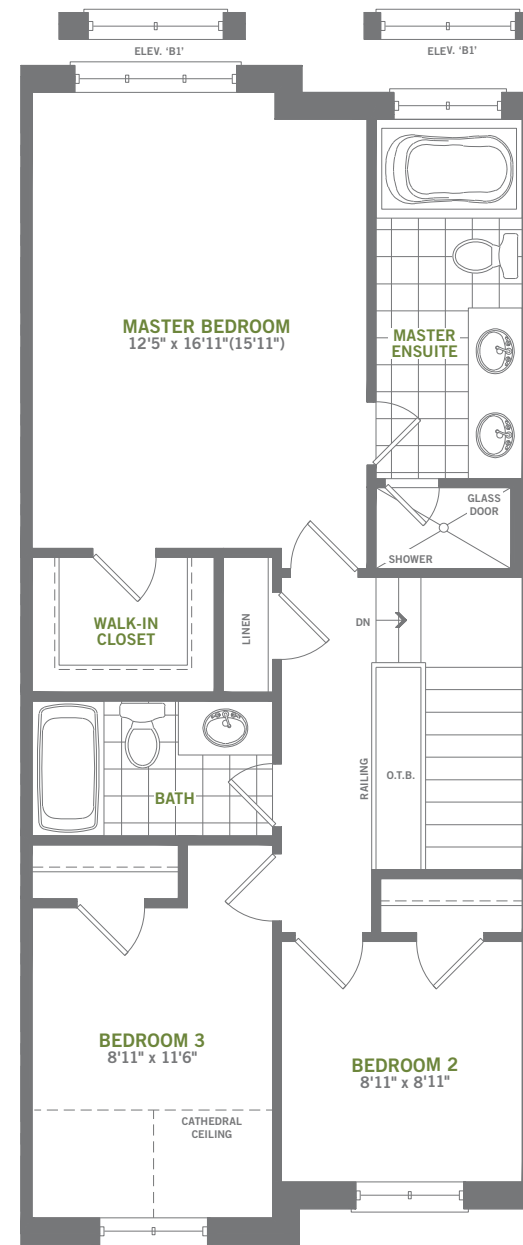 ELEV. 'B1'
ELEV. 'B1'
MASTER BEDROOM
12'5" x 16'11"(15'11")
MASTER
ENSUITE
GLASS
DOOR
SHOWER
WALK-IN
CLOSET
LINEN
DN
BATH
RAILING
O.T.B.
BEDROOM 3
8'11" x 11'6"
BEDROOM 2
8'11" x 8'11"
CATHEDRAL
CEILING